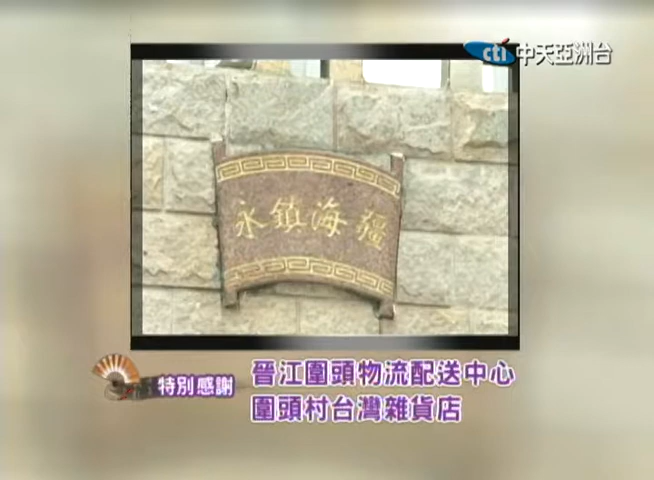 cti 中天亞洲台
永鎮海疆
特別感謝
晉江圍頭物流配送中心
圍頭村台灣雜貨店